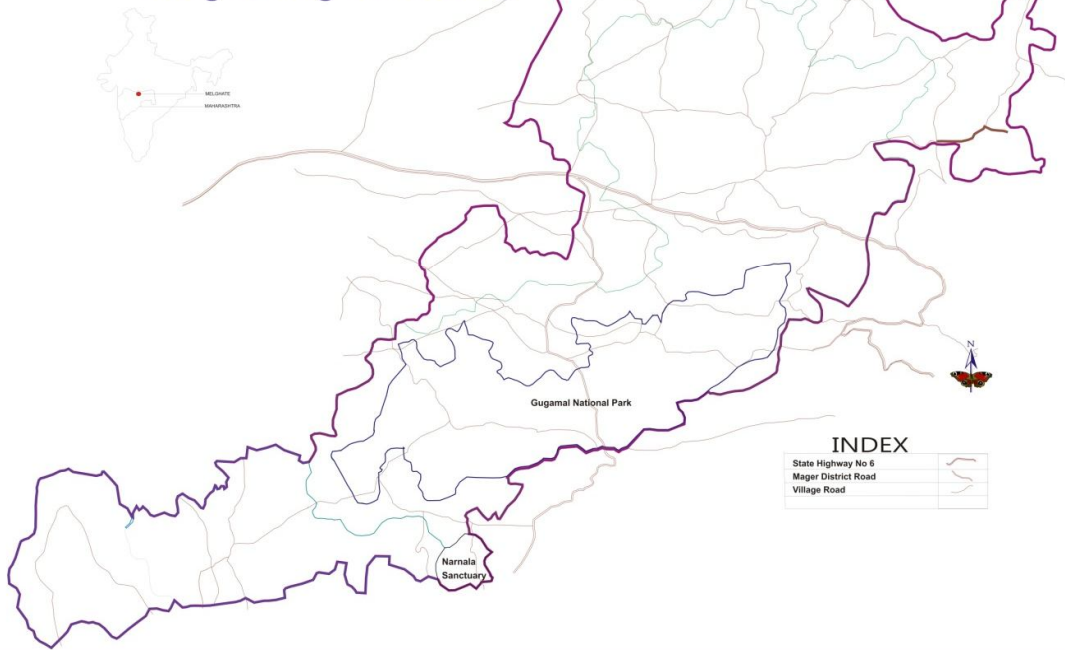 MELGHATE
MAHARASHTRA
N
Gugamal National Park
INDEX
State Highway No 6
Mager District Road
Village Road
Narnala
Sanctuary